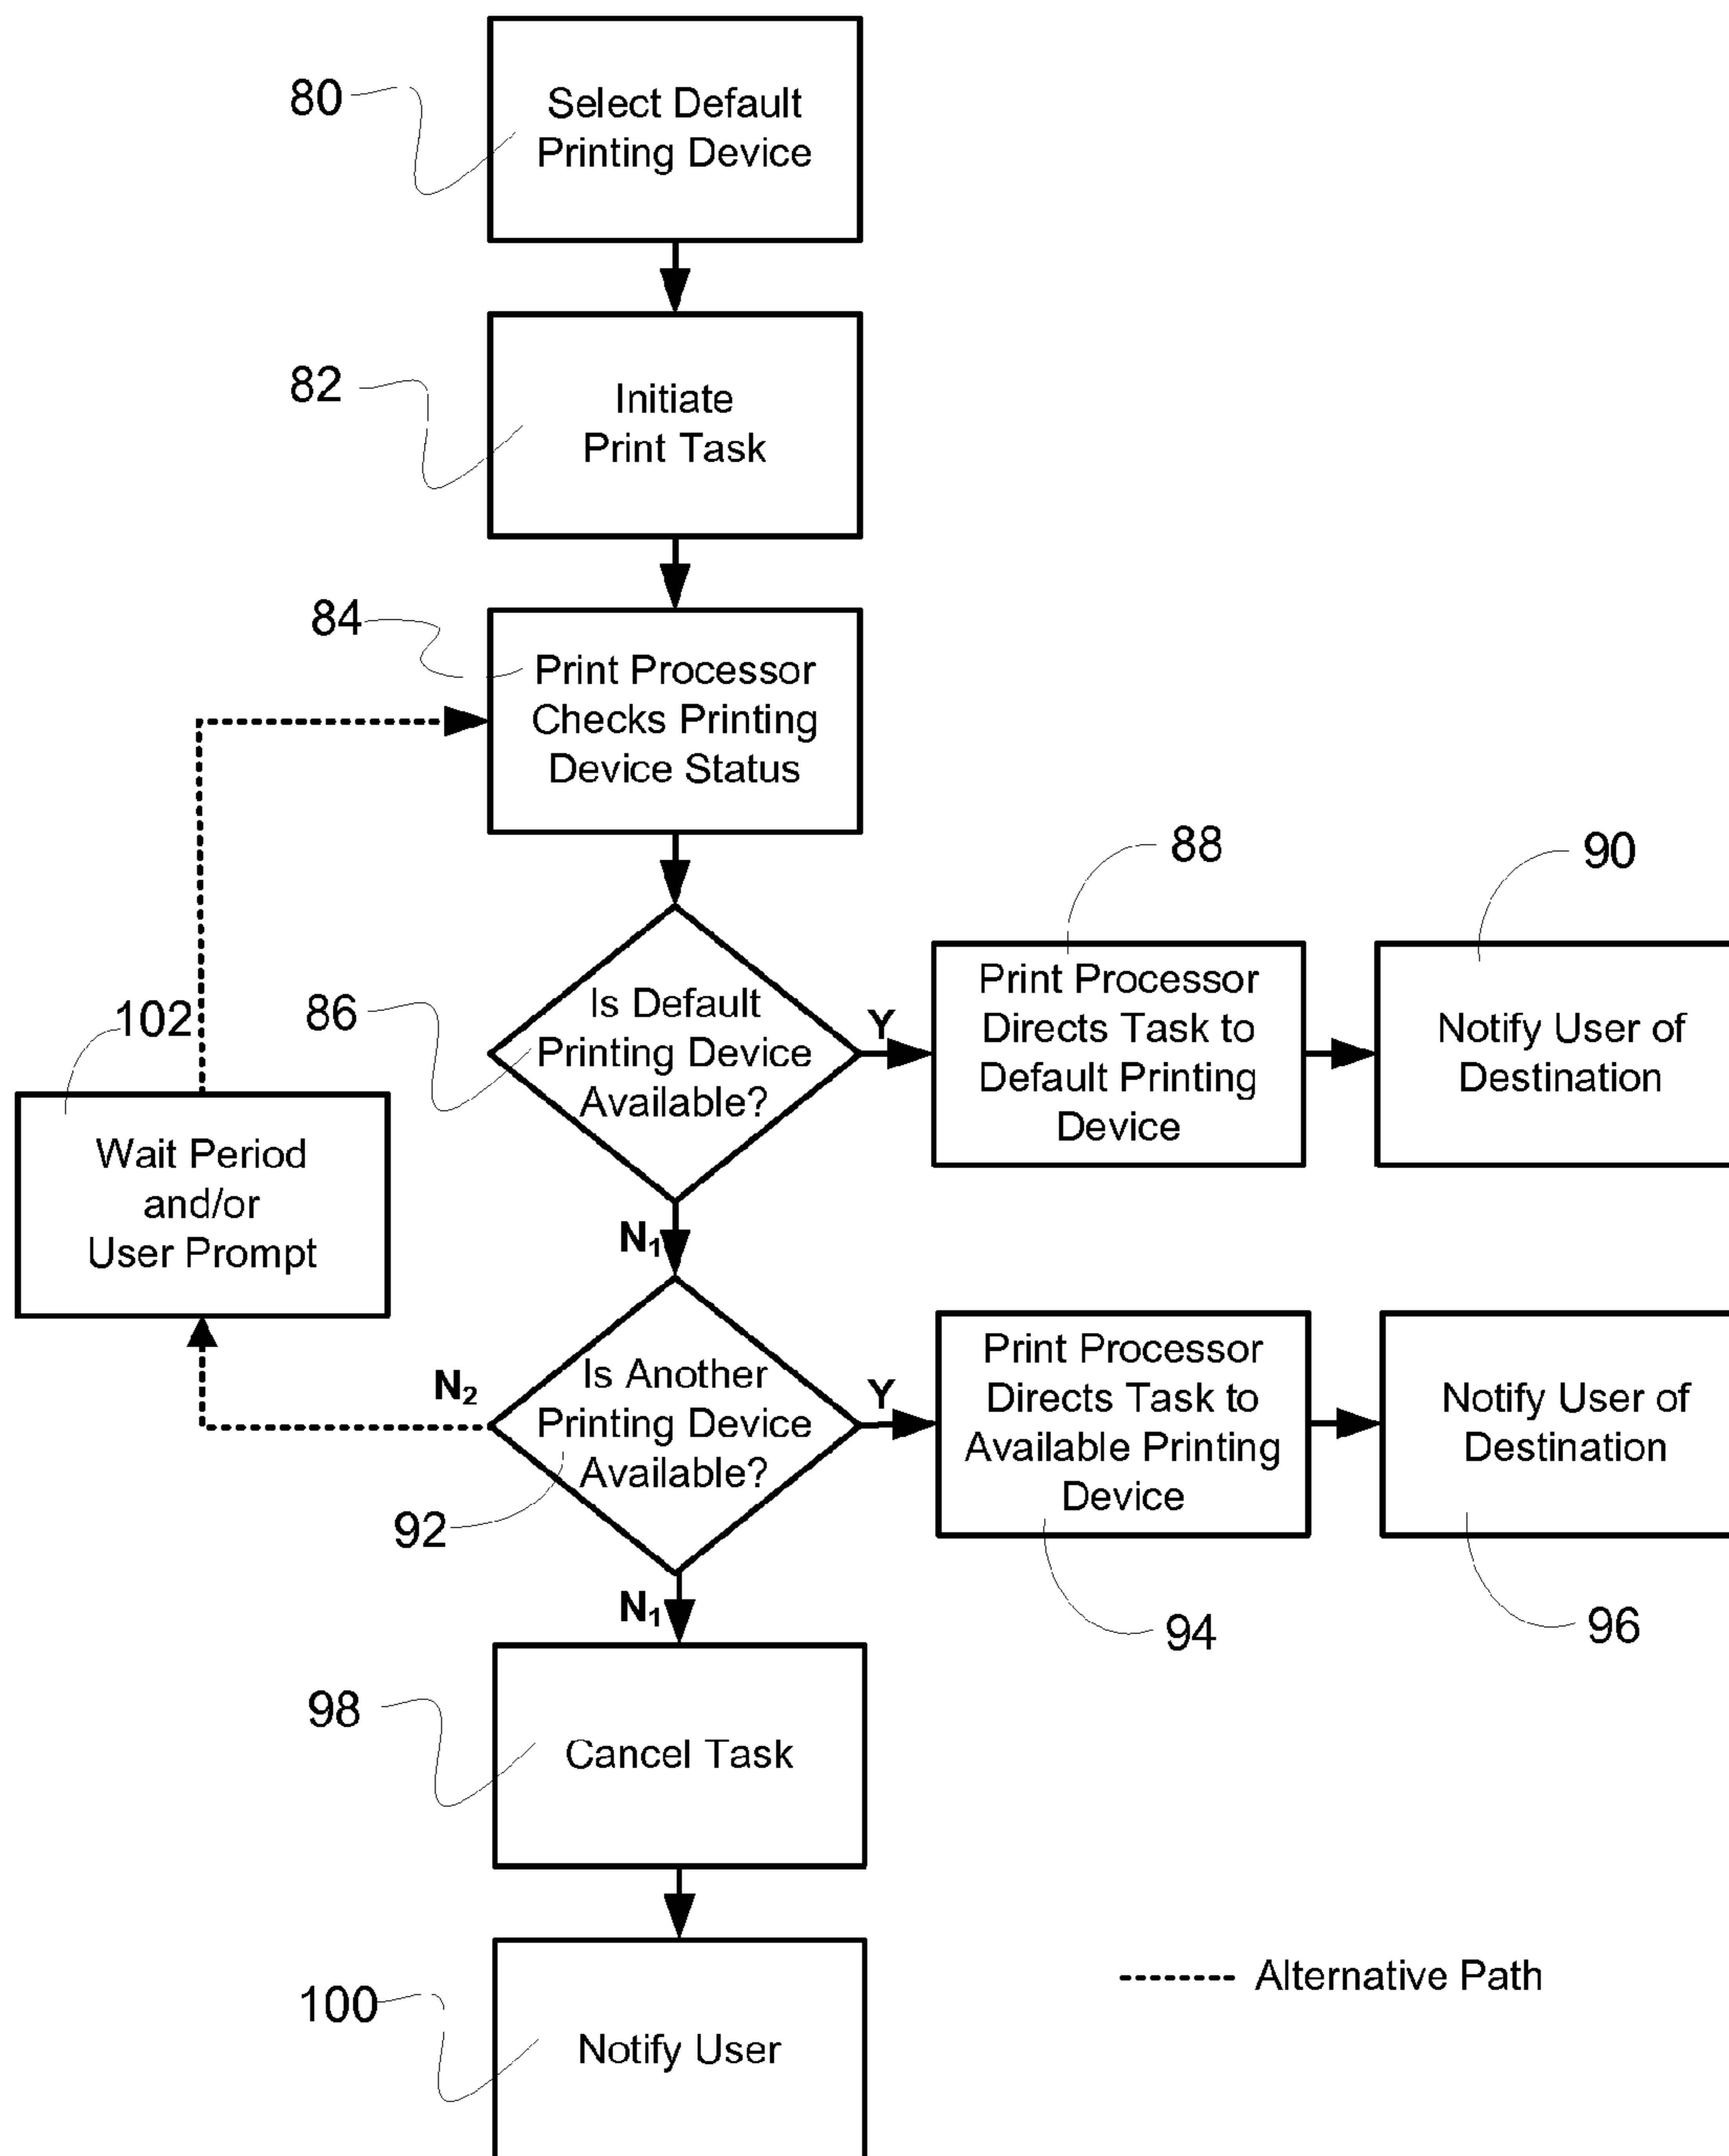 80
Select Default
Printing Device
82
Initiate
Print Task
84
Print Processor
Checks Printing
Device Status
86
Is Default
Printing Device
Available?
Y
88
Print Processor
Directs Task to
Default Printing
Device
90
Notify User of
Destination
102
Wait Period
and/or
User Prompt
N₁
92
Is Another
Printing Device
Available?
N₂
Y
Print Processor
Directs Task to
Available Printing
Device
94
Notify User of
Destination
96
N₁
98
Cancel Task
100
Notify User
Alternative Path